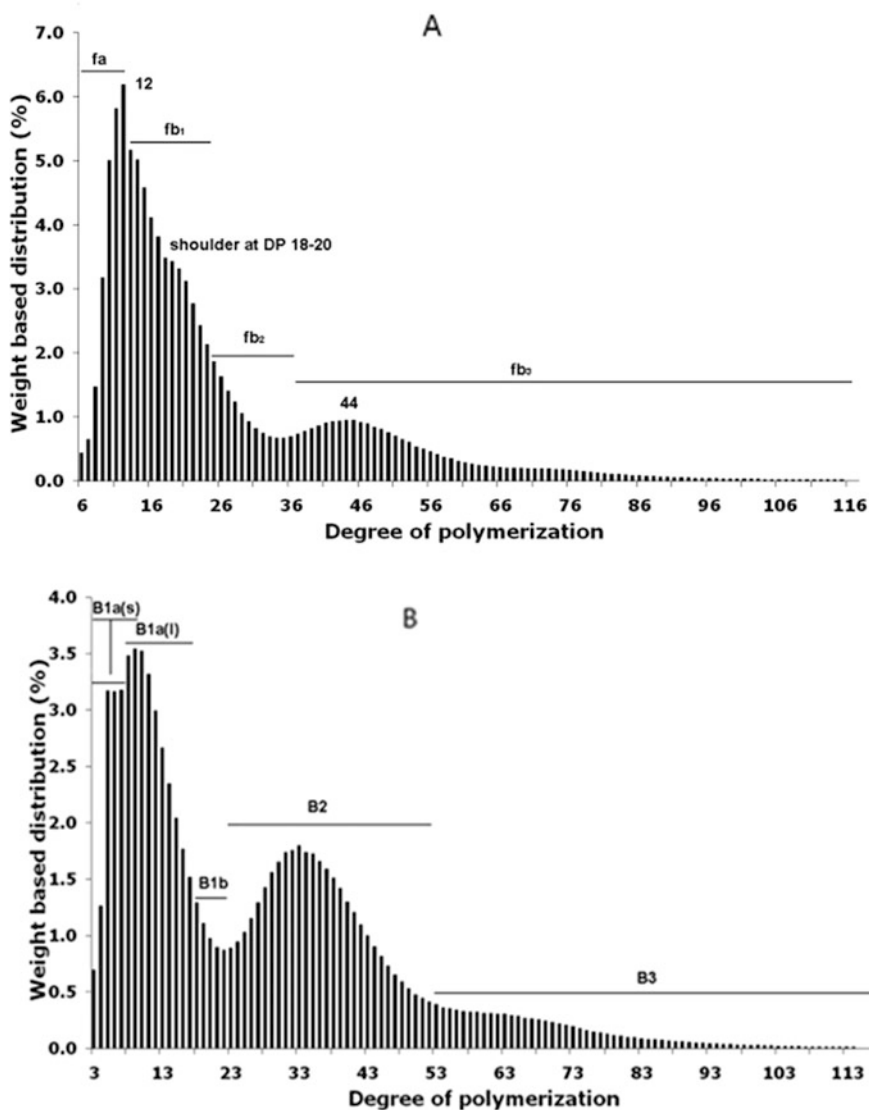 A
Weight based distribution (%)
7.0
6.0
5.0
4.0
3.0
2.0
1.0
0.0
fa
12
fb1
shoulder at DP 18-20
fb2
fb3
44
6 16 26 36 46 56 66 76 86 96 106 116
Degree of polymerization
B
Weight based distribution (%)
4.0
3.5
3.0
2.5
2.0
1.5
1.0
0.5
0.0
B1a(s)
B1a(l)
B1b
B2
B3
3 13 23 33 43 53 63 73 83 93 103 113
Degree of polymerization